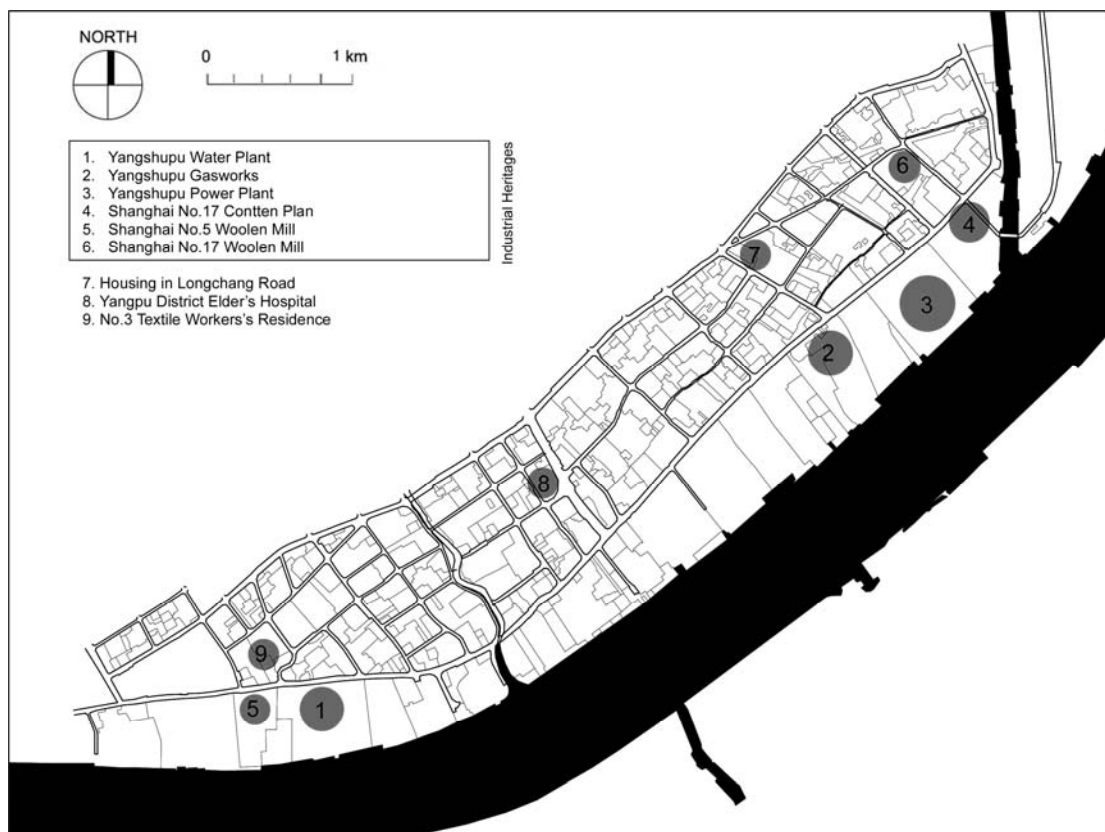 NORTH
0 1 km
1. Yangshupu Water Plant
2. Yangshupu Gasworks
3. Yangshupu Power Plant
4. Shanghai No.17 Contten Plan
5. Shanghai No.5 Woolen Mill
6. Shanghai No.17 Woolen Mill
Industrial Heritages
7. Housing in Longchang Road
8. Yangpu District Elder's Hospital
9. No.3 Textile Workers's Residence
6
4
7
3
2
8
9
5
1